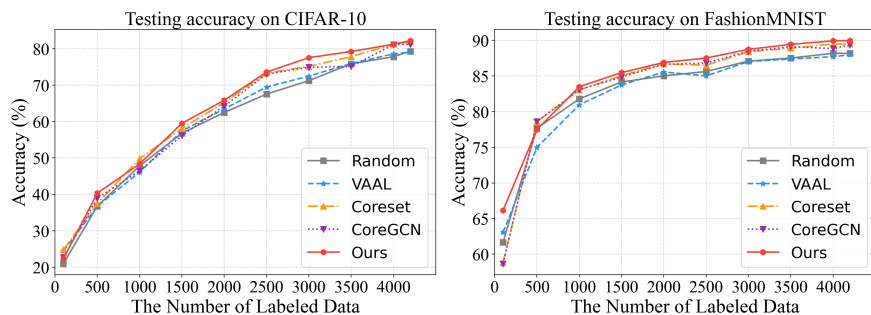 Testing accuracy on CIFAR-10
Accuracy (%)
80
70
60
50
40
30
20
0
500
1000
1500
2000
2500
3000
3500
4000
The Number of Labeled Data
Random
VAAL
Coreset
CoreGCN
Ours
Testing accuracy on FashionMNIST
Accuracy (%)
90
85
80
75
70
65
60
0
500
1000
1500
2000
2500
3000
3500
4000
The Number of Labeled Data
Random
VAAL
Coreset
CoreGCN
Ours